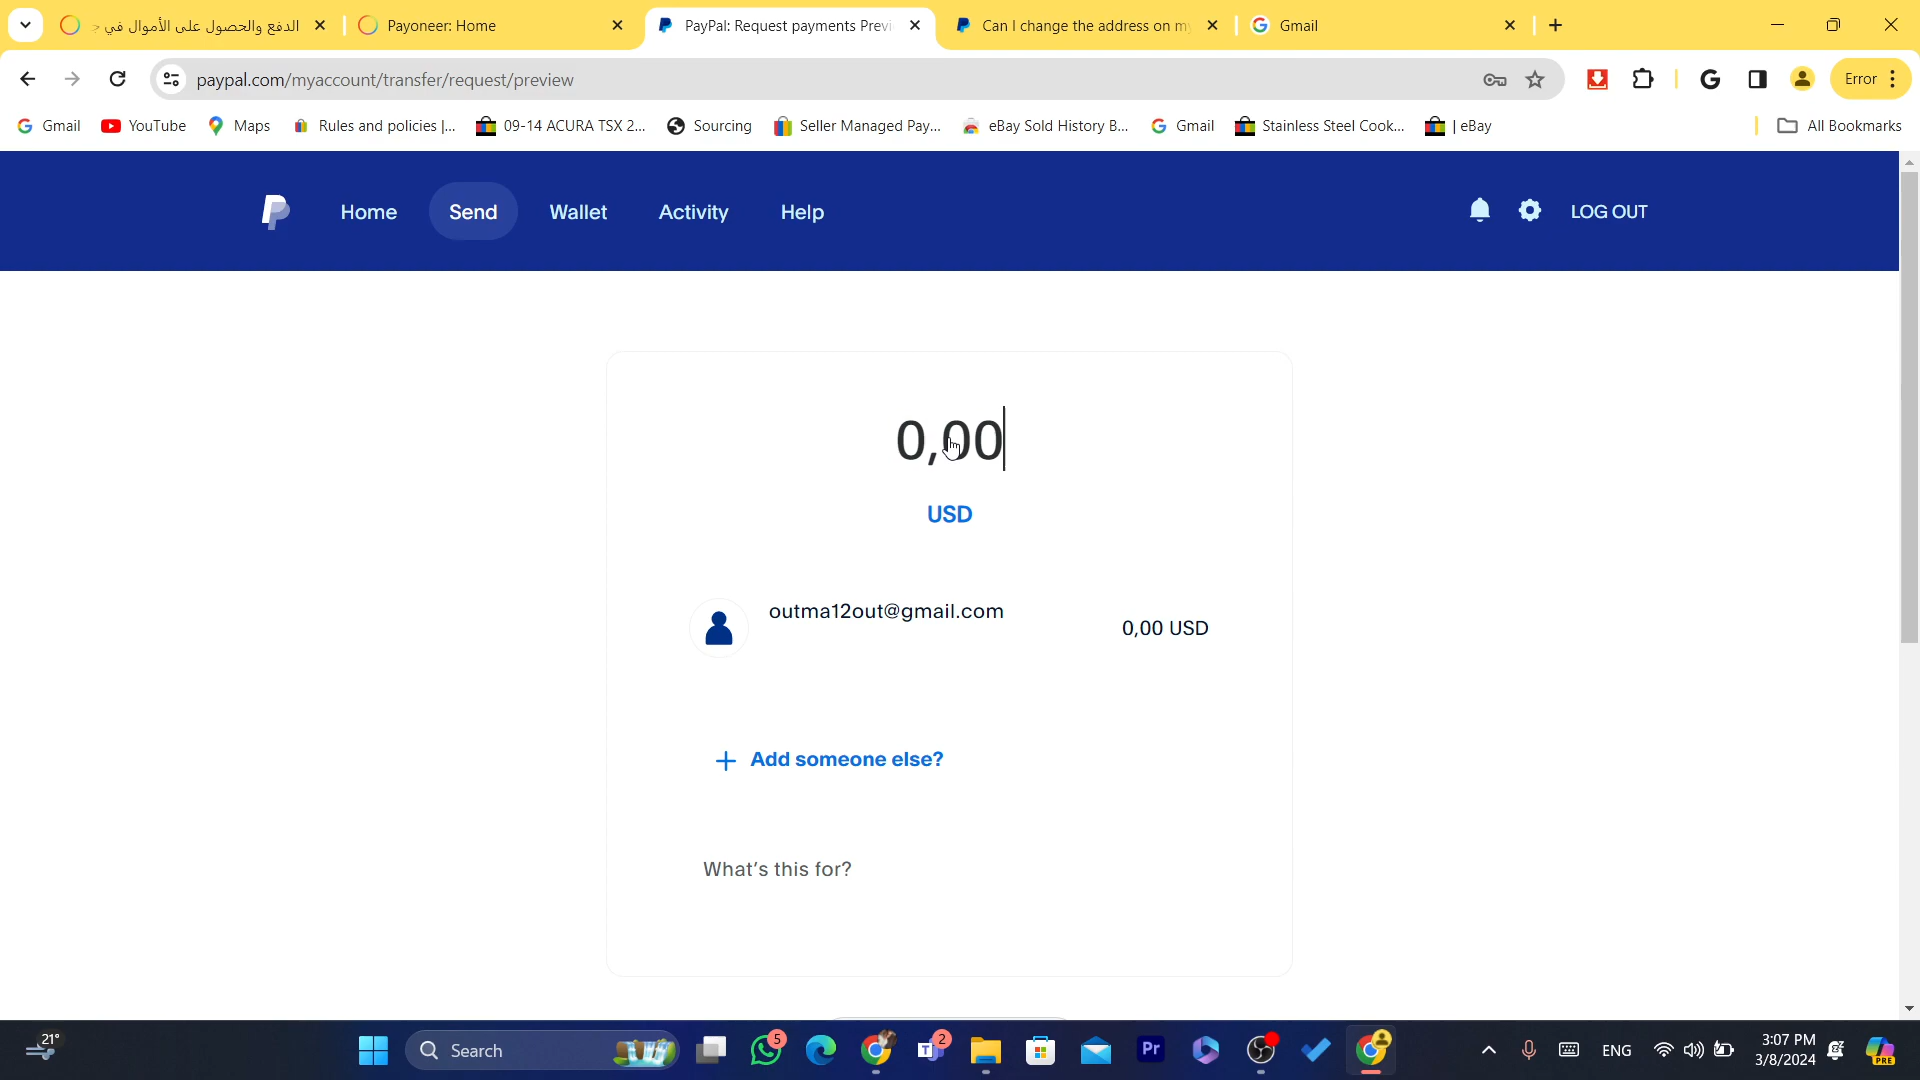 الدفع والحصول على الأموال في
Payoneer: Home
PayPal: Request payments Previ
Can I change the address on my
Gmail
paypal.com/myaccount/transfer/request/preview
Error
Gmail
YouTube
Maps
Rules and policies |...
09-14 ACURA TSX 2...
Sourcing
Seller Managed Pay...
eBay Sold History B...
Gmail
Stainless Steel Cook...
| eBay
All Bookmarks
Home
Send
Wallet
Activity
Help
LOG OUT
0,00
USD
outma12out@gmail.com
0,00 USD
+ Add someone else?
What's this for?
21°
Search
5
2
Pr
ENG
3:07 PM
3/8/2024
PRE